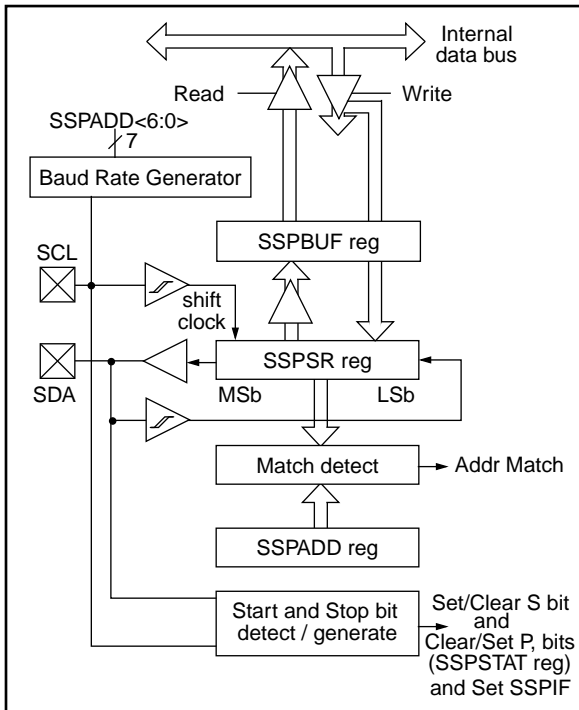 Internal
data bus
Read
Write
SSPADD<6:0>
7
Baud Rate Generator
SSPBUF reg
SCL
shift
clock
SSPSR reg
SDA
MSb
LSb
Match detect
Addr Match
SSPADD reg
Start and Stop bit
detect / generate
Set/Clear S bit
and
Clear/Set P, bits
(SSPSTAT reg)
and Set SSPIF